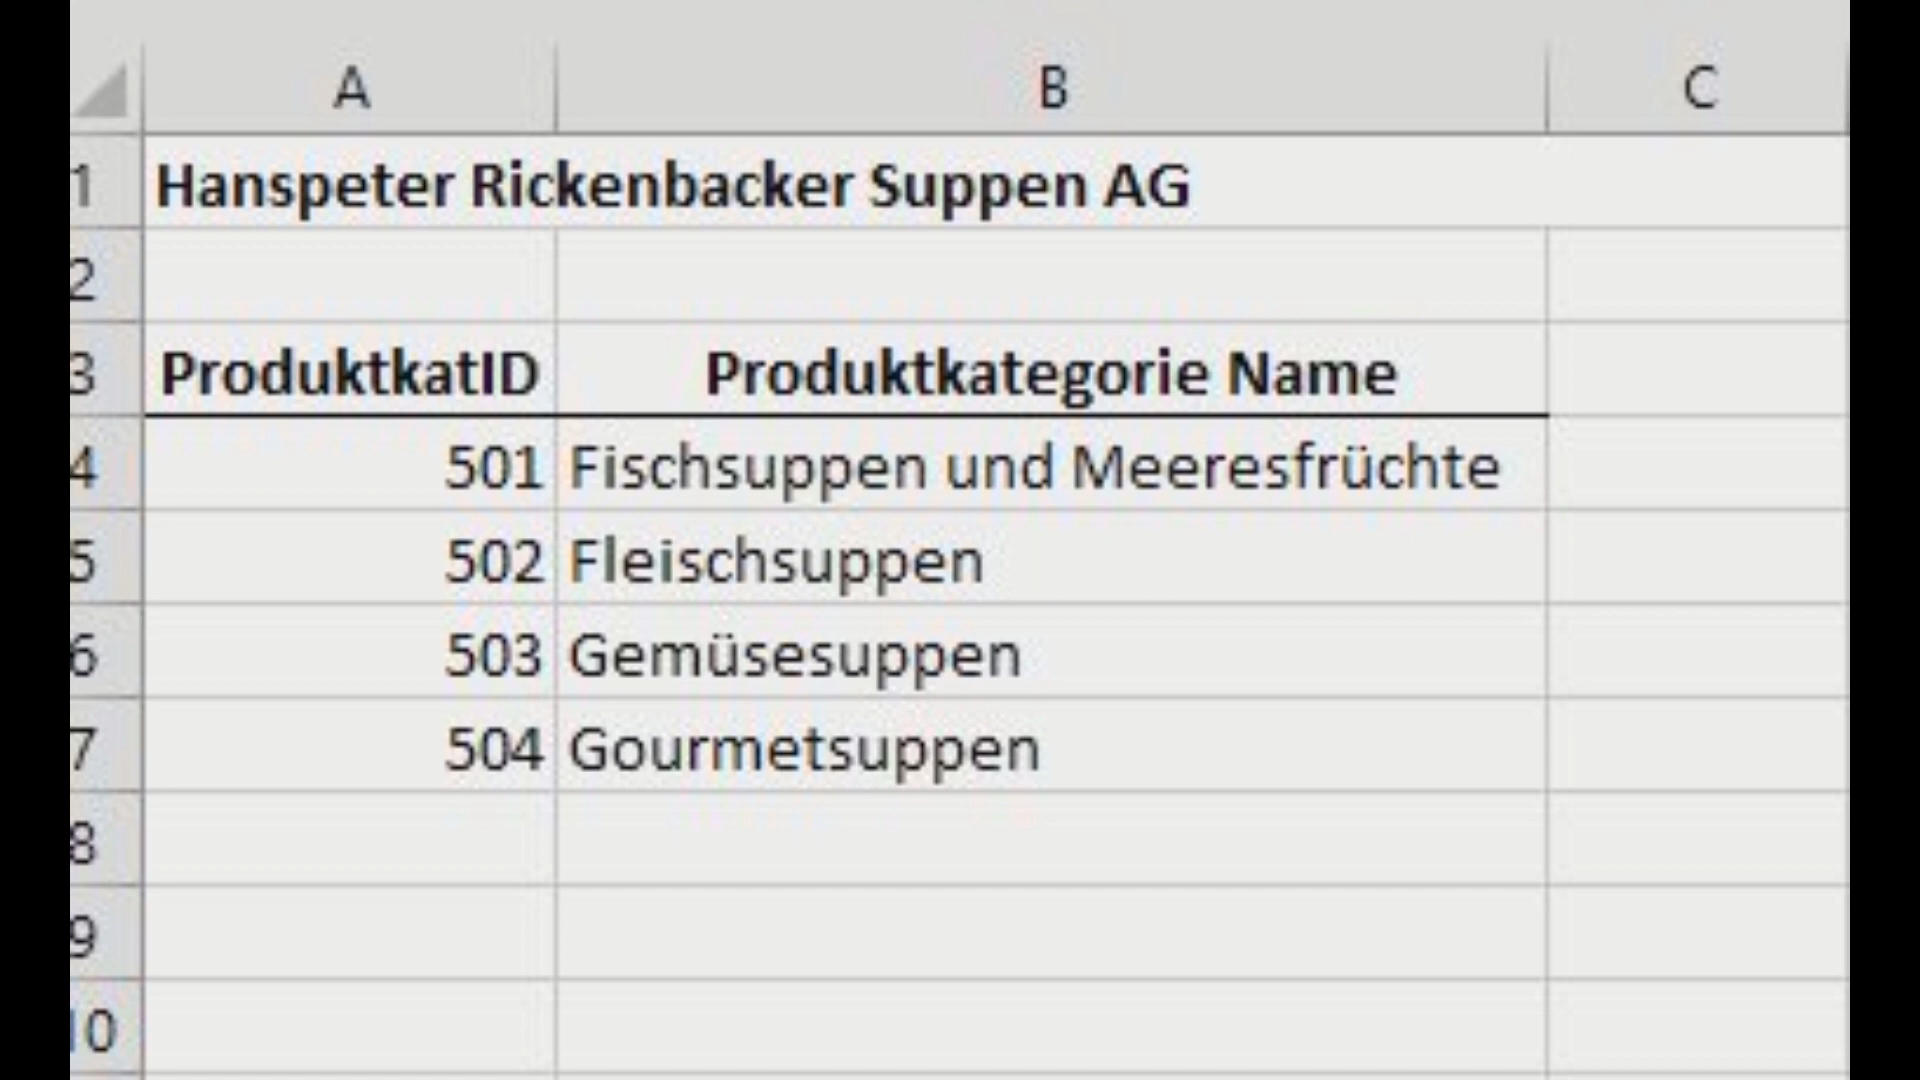 A B C
1 Hanspeter Rickenbacker Suppen AG
2
3 ProduktkatID Produktkategorie Name
4 501 Fischsuppen und Meeresfrüchte
5 502 Fleischsuppen
6 503 Gemüsesuppen
7 504 Gourmetsuppen
8
9
10